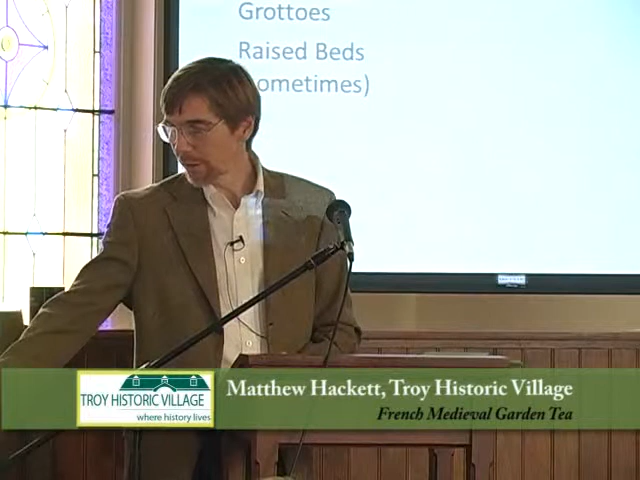 Grottoes
Raised Beds
ometimes)
TROY HISTORIC VILLAGE
where history lives
Matthew Hackett, Troy Historic Village
French Medieval Garden Tea